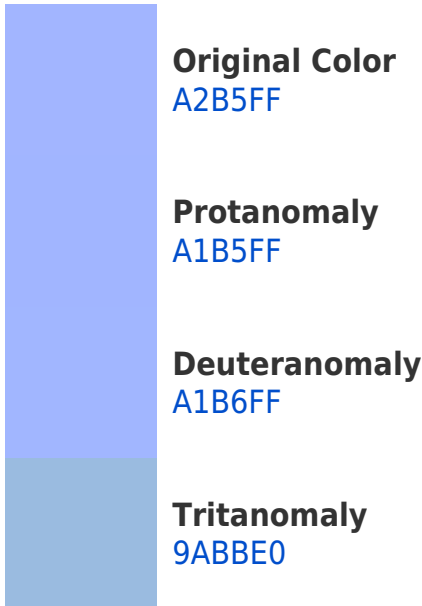 Original Color
A2B5FF
Protanomaly
A1B5FF
Deuteranomaly
A1B6FF
Tritanomaly
9ABBE0